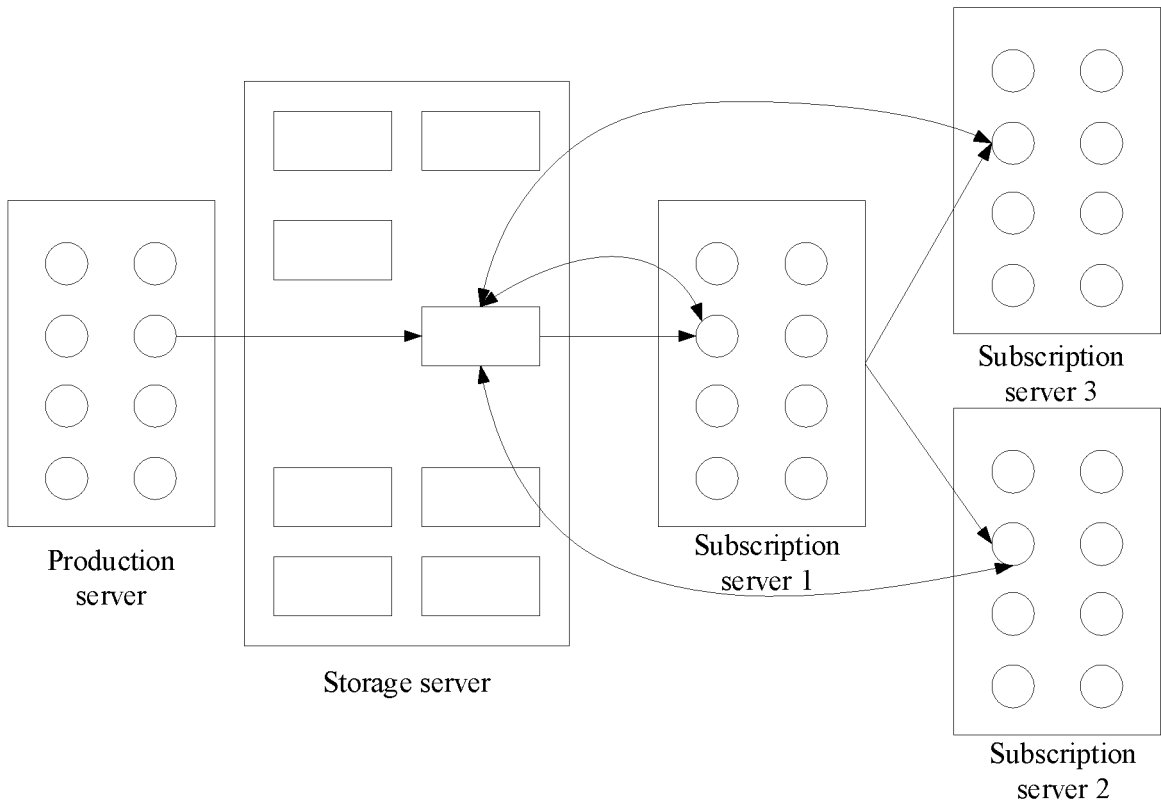 Production
server
Storage server
Subscription
server 1
Subscription
server 3
Subscription
server 2